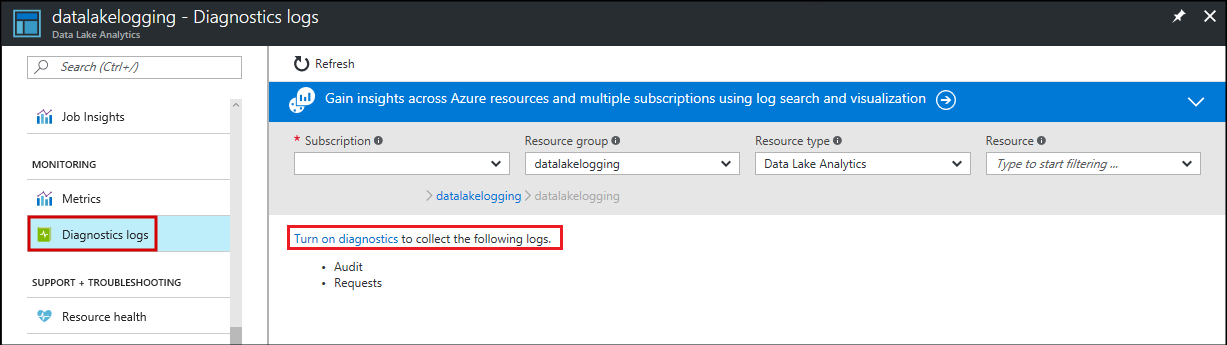 datalakelogging - Diagnostics logs
Data Lake Analytics
Search (Ctrl+/)
Job Insights
MONITORING
Metrics
Diagnostics logs
SUPPORT + TROUBLESHOOTING
Resource health
Refresh
Gain insights across Azure resources and multiple subscriptions using log search and visualization
* Subscription
Resource group
datalakelogging
Resource type
Data Lake Analytics
Resource
Type to start filtering ...
datalakelogging > datalakelogging
Turn on diagnostics to collect the following logs.
• Audit
• Requests